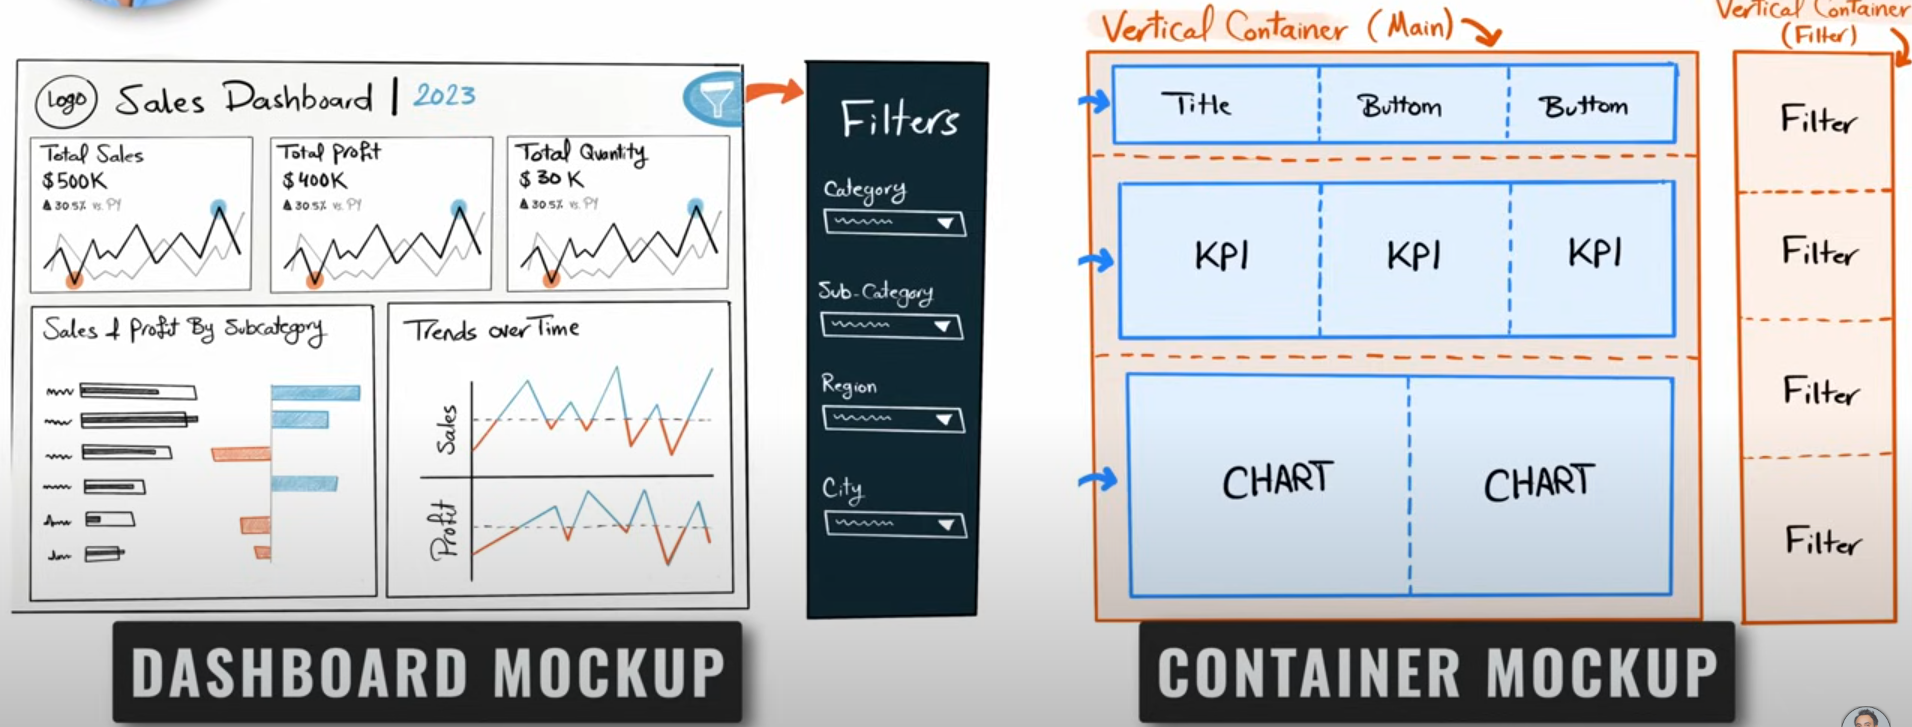 Logo Sales Dashboard | 2023
Total Sales
$500K
▲ 30.5% vs. PY
Total Profit
$400K
▲ 30.5% vs. PY
Total Quantity
$30K
▲ 30.5% vs. PY
Sales & Profit By Subcategory
Trends over Time
Sales
Profit
Filters
Category
Sub-Category
Region
City
DASHBOARD MOCKUP
Vertical Container (Main)
Title Buttom Buttom
KPI KPI KPI
CHART CHART
Vertical Container
(Filter)
Filter
Filter
Filter
Filter
CONTAINER MOCKUP